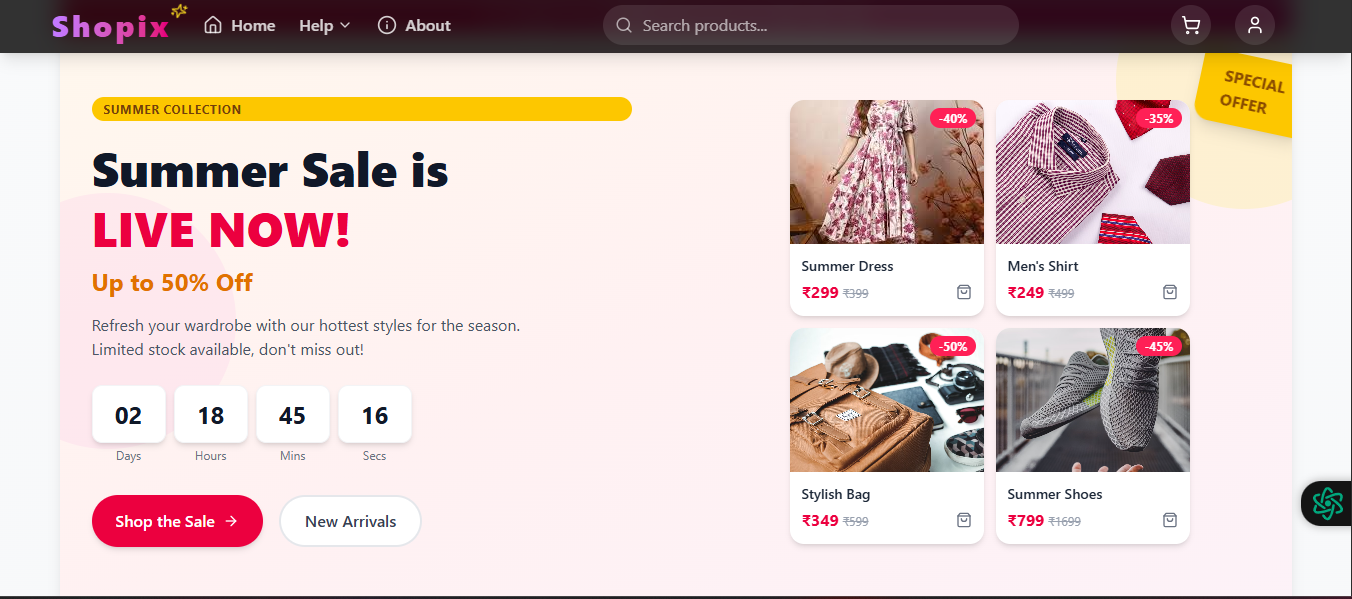 Shopix
Home
Help
About
Search products...
SPECIAL
OFFER
SUMMER COLLECTION
Summer Sale is
LIVE NOW!
Up to 50% Off
Refresh your wardrobe with our hottest styles for the season.
Limited stock available, don't miss out!
02 18 45 16
Days Hours Mins Secs
Shop the Sale
New Arrivals
-40%
Summer Dress
₹299 ₹399
-35%
Men's Shirt
₹249 ₹499
-50%
Stylish Bag
₹349 ₹599
-45%
Summer Shoes
₹799 ₹1699